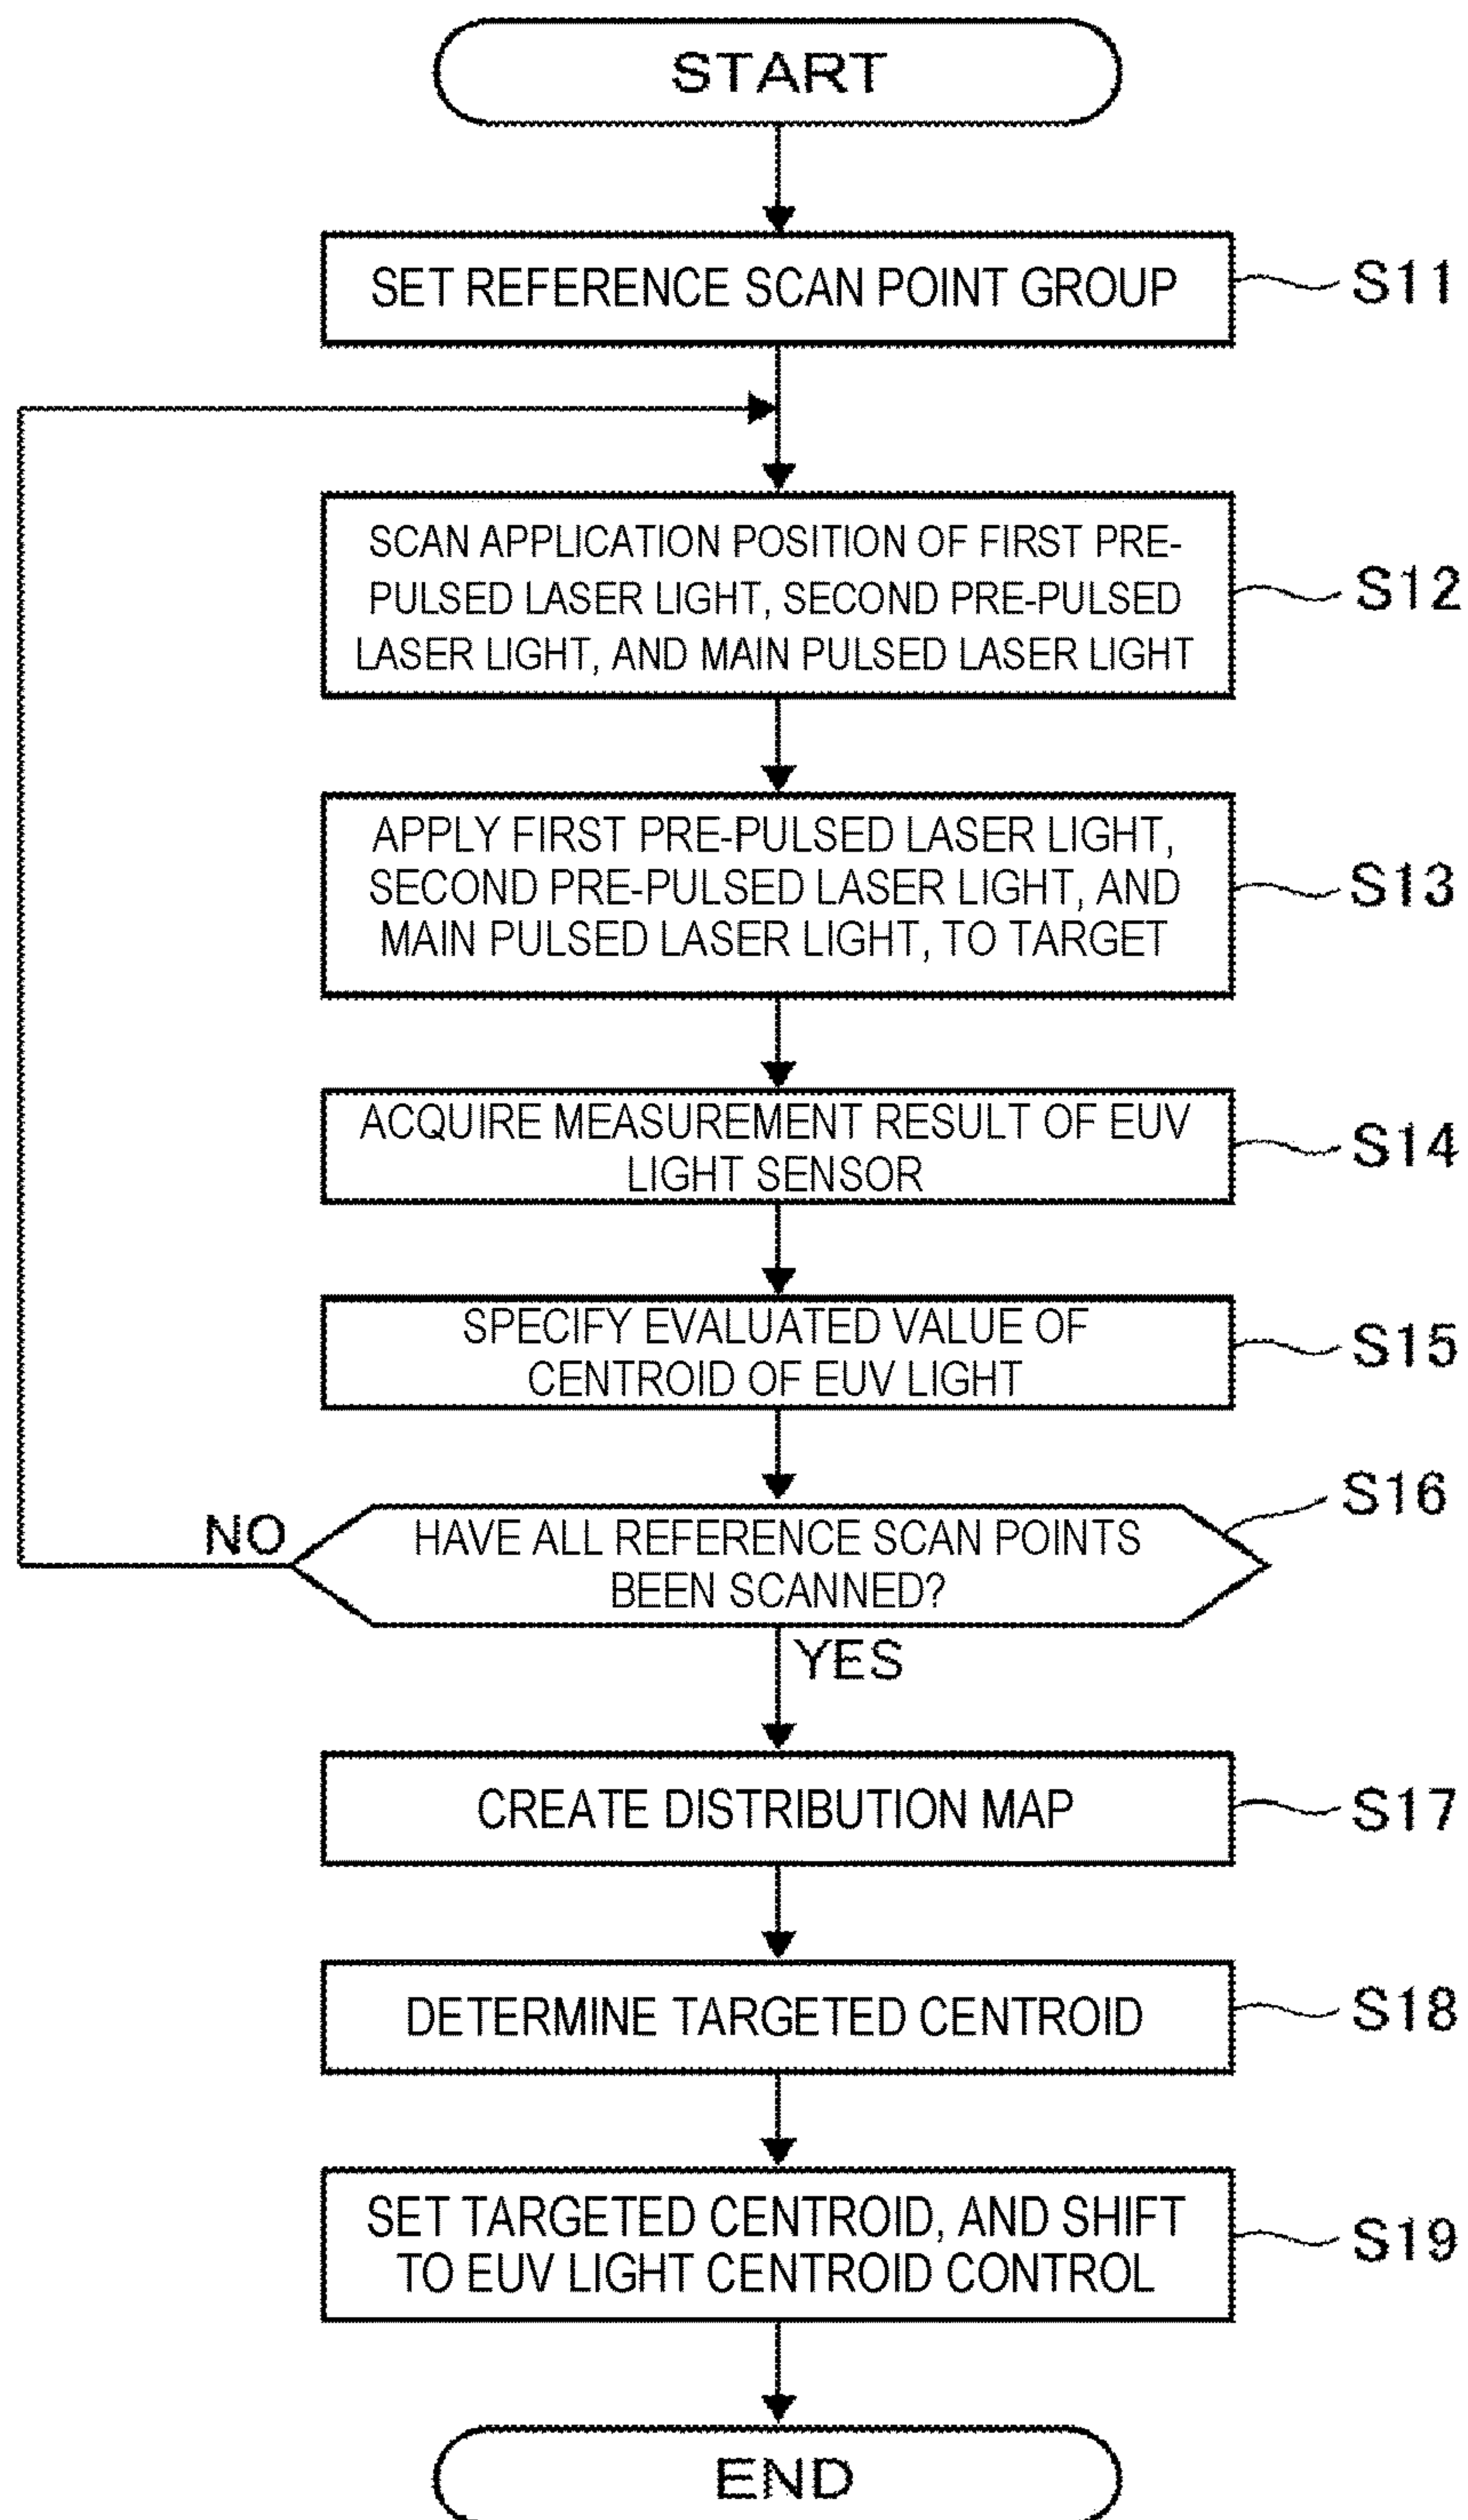 START
SET REFERENCE SCAN POINT GROUP
S11
SCAN APPLICATION POSITION OF FIRST PRE-
PULSED LASER LIGHT, SECOND PRE-PULSED
LASER LIGHT, AND MAIN PULSED LASER LIGHT
S12
APPLY FIRST PRE-PULSED LASER LIGHT,
SECOND PRE-PULSED LASER LIGHT, AND
MAIN PULSED LASER LIGHT, TO TARGET
S13
ACQUIRE MEASUREMENT RESULT OF EUV
LIGHT SENSOR
S14
SPECIFY EVALUATED VALUE OF
CENTROID OF EUV LIGHT
S15
HAVE ALL REFERENCE SCAN POINTS
BEEN SCANNED?
S16
NO
YES
CREATE DISTRIBUTION MAP
S17
DETERMINE TARGETED CENTROID
S18
SET TARGETED CENTROID, AND SHIFT
TO EUV LIGHT CENTROID CONTROL
S19
END